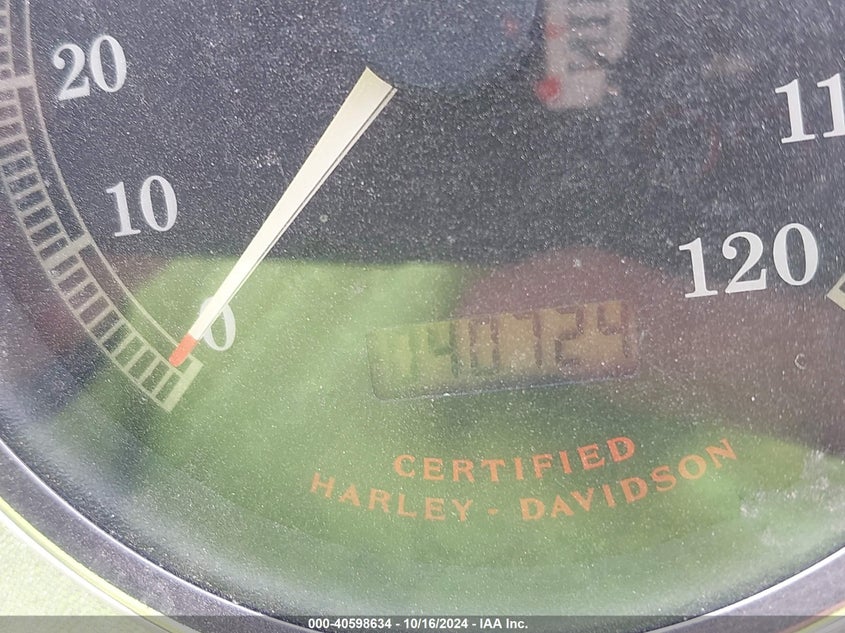 20
10
0
11
120
CERTIFIED
HARLEY - DAVIDSON
000-40598634 - 10/16/2024 - IAA Inc.